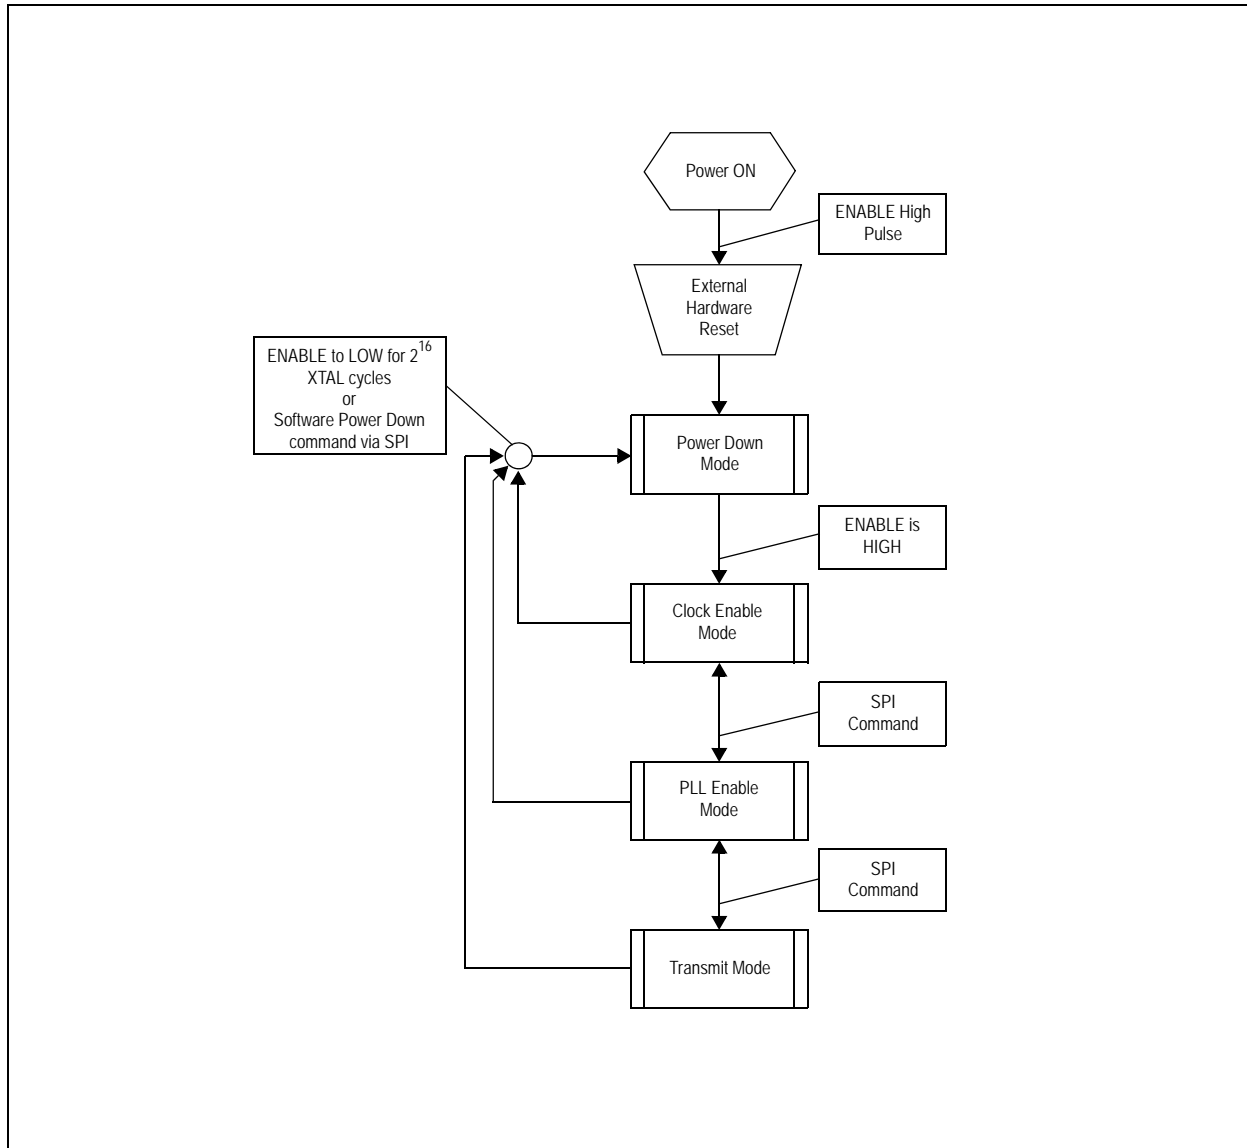 Power ON
ENABLE High
Pulse
External
Hardware
Reset
ENABLE to LOW for 2^16
XTAL cycles
or
Software Power Down
command via SPI
Power Down
Mode
ENABLE is
HIGH
Clock Enable
Mode
SPI
Command
PLL Enable
Mode
SPI
Command
Transmit Mode